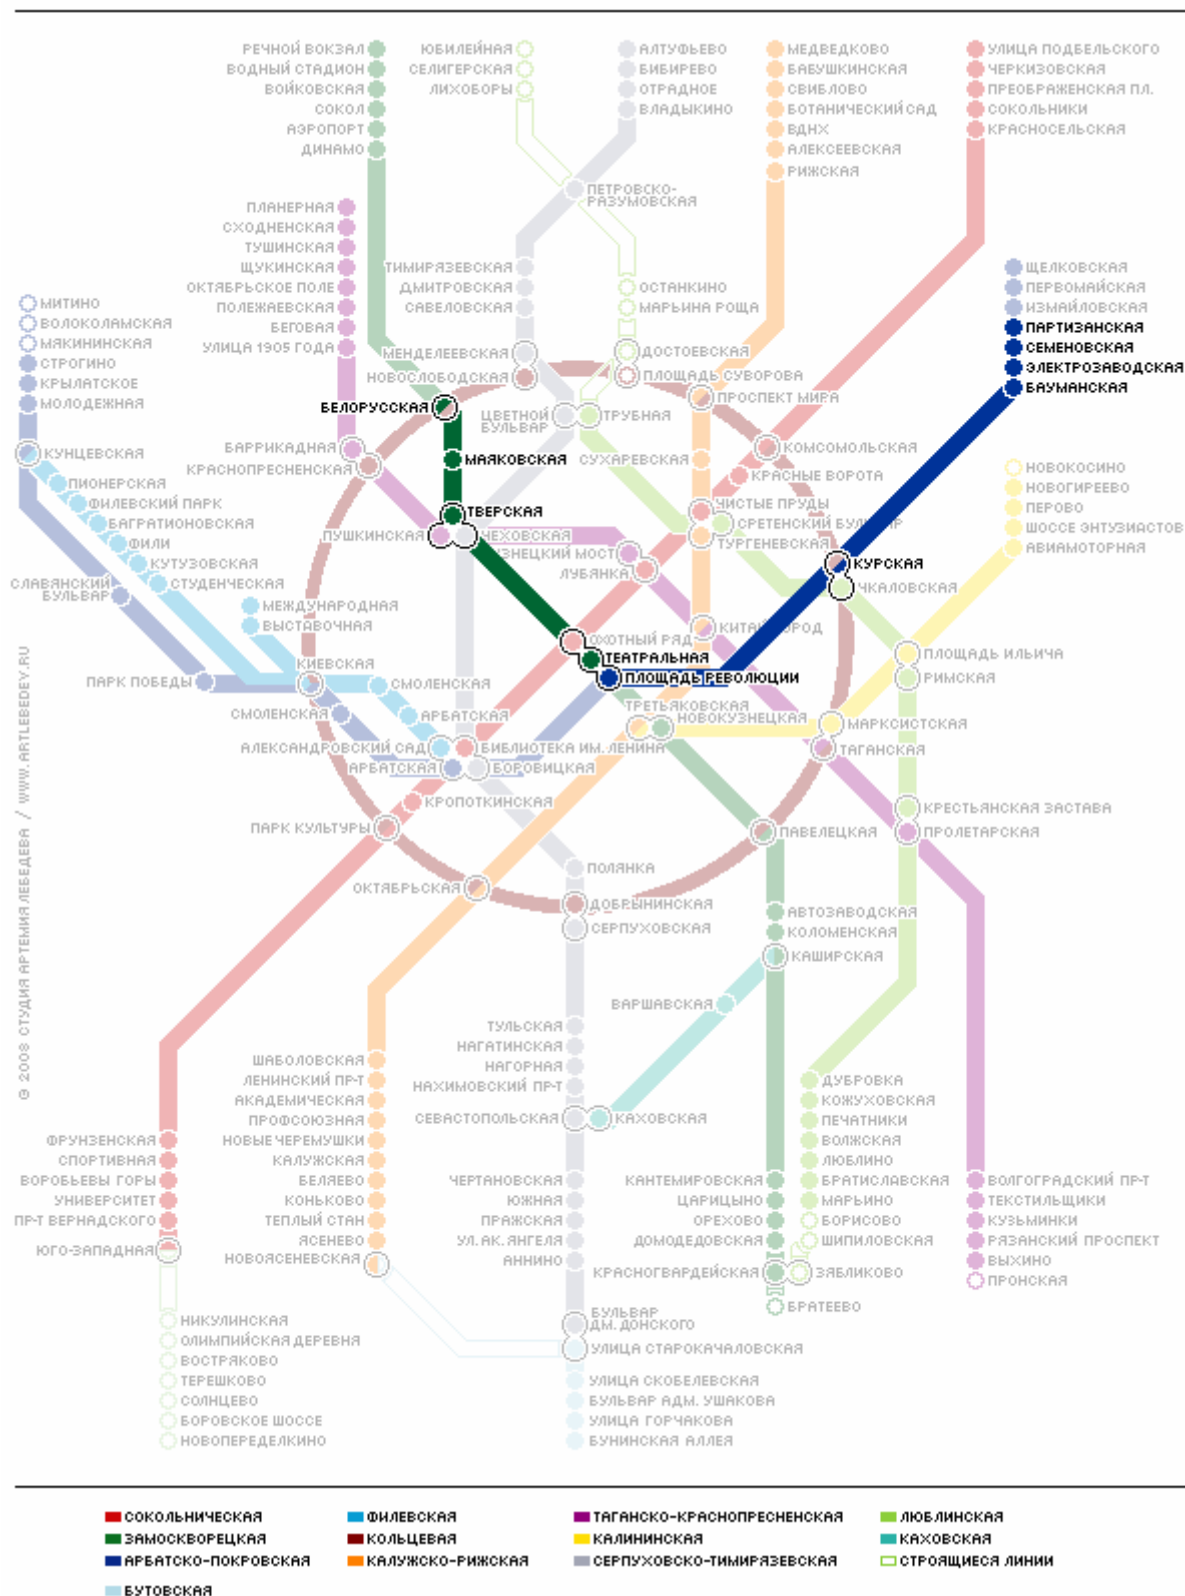 РЕЧНОЙ ВОКЗАЛ
ВОДНЫЙ СТАДИОН
ВОЙКОВСКАЯ
СОКОЛ
АЭРОПОРТ
ДИНАМО
ЮБИЛЕЙНАЯ
СЕЛИГЕРСКАЯ
ЛИХОБОРЫ
АЛТУФЬЕВО
БИБИРЕВО
ОТРАДНОЕ
ВЛАДЫКИНО
МЕДВЕДКОВО
БАБУШКИНСКАЯ
СВИБЛОВО
БОТАНИЧЕСКИЙ САД
ВДНХ
АЛЕКСЕЕВСКАЯ
РИЖСКАЯ
УЛИЦА ПОДБЕЛЬСКОГО
ЧЕРКИЗОВСКАЯ
ПРЕОБРАЖЕНСКАЯ ПЛ.
СОКОЛЬНИКИ
КРАСНОСЕЛЬСКАЯ
ПЕТРОВСКО-
РАЗУМОВСКАЯ
ПЛАНЕРНАЯ
СХОДНЕНСКАЯ
ТУШИНСКАЯ
ЩУКИНСКАЯ
ОКТЯБРЬСКОЕ ПОЛЕ
ПОЛЕЖАЕВСКАЯ
БЕГОВАЯ
УЛИЦА 1905 ГОДА
ТИМИРЯЗЕВСКАЯ
ДМИТРОВСКАЯ
САВЕЛОВСКАЯ
ОСТАНКИНО
МАРЬИНА РОЩА
ЩЕЛКОВСКАЯ
ПЕРВОМАЙСКАЯ
ИЗМАЙЛОВСКАЯ
ПАРТИЗАНСКАЯ
СЕМЕНОВСКАЯ
ЭЛЕКТРОЗАВОДСКАЯ
БАУМАНСКАЯ
МИТИНО
ВОЛОКОЛАМСКАЯ
МЯКИНИНСКАЯ
СТРОГИНО
КРЫЛАТСКОЕ
МОЛОДЕЖНАЯ
МЕНДЕЛЕЕВСКАЯ
НОВОСЛОБОДСКАЯ
ДОСТОЕВСКАЯ
ПЛОЩАДЬ СУВОРОВА
ПРОСПЕКТ МИРА
БЕЛОРУССКАЯ
ЦВЕТНОЙ
БУЛЬВАР
ТРУБНАЯ
БАРРИКАДНАЯ
КРАСНОПРЕСНЕНСКАЯ
МАЯКОВСКАЯ
СУХАРЕВСКАЯ
КОМСОМОЛЬСКАЯ
КРАСНЫЕ ВОРОТА
КУНЦЕВСКАЯ
ПИОНЕРСКАЯ
ФИЛЕВСКИЙ ПАРК
БАГРАТИОНОВСКАЯ
ФИЛИ
КУТУЗОВСКАЯ
СТУДЕНЧЕСКАЯ
НОВОКОСИНО
НОВОГИРЕЕВО
ПЕРОВО
ШОССЕ ЭНТУЗИАСТОВ
АВИАМОТОРНАЯ
ТВЕРСКАЯ
ПУШКИНСКАЯ
ЧЕХОВСКАЯ
ЧИСТЫЕ ПРУДЫ
СРЕТЕНСКИЙ БУЛЬВАР
ТУРГЕНЕВСКАЯ
КУЗНЕЦКИЙ МОСТ
ЛУБЯНКА
КУРСКАЯ
ЧКАЛОВСКАЯ
СЛАВЯНСКИЙ
БУЛЬВАР
МЕЖДУНАРОДНАЯ
ВЫСТАВОЧНАЯ
ОХОТНЫЙ РЯД
КИТАЙ-ГОРОД
ТЕАТРАЛЬНАЯ
ПЛОЩАДЬ РЕВОЛЮЦИИ
ПЛОЩАДЬ ИЛЬИЧА
РИМСКАЯ
КИЕВСКАЯ
ПАРК ПОБЕДЫ
СМОЛЕНСКАЯ
СМОЛЕНСКАЯ
АРБАТСКАЯ
ТРЕТЬЯКОВСКАЯ
НОВОКУЗНЕЦКАЯ
МАРКСИСТСКАЯ
ТАГАНСКАЯ
АЛЕКСАНДРОВСКИЙ САД
БИБЛИОТЕКА ИМ. ЛЕНИНА
АРБАТСКАЯ
БОРОВИЦКАЯ
КРОПОТКИНСКАЯ
ПАРК КУЛЬТУРЫ
ПАВЕЛЕЦКАЯ
КРЕСТЬЯНСКАЯ ЗАСТАВА
ПРОЛЕТАРСКАЯ
ОКТЯБРЬСКАЯ
ПОЛЯНКА
ДОБРЫНИНСКАЯ
СЕРПУХОВСКАЯ
АВТОЗАВОДСКАЯ
КОЛОМЕНСКАЯ
КАШИРСКАЯ
ВАРШАВСКАЯ
ТУЛЬСКАЯ
НАГАТИНСКАЯ
НАГОРНАЯ
НАХИМОВСКИЙ ПР-Т
СЕВАСТОПОЛЬСКАЯ
КАХОВСКАЯ
ШАБОЛОВСКАЯ
ЛЕНИНСКИЙ ПР-Т
АКАДЕМИЧЕСКАЯ
ПРОФСОЮЗНАЯ
НОВЫЕ ЧЕРЕМУШКИ
КАЛУЖСКАЯ
БЕЛЯЕВО
КОНЬКОВО
ТЕПЛЫЙ СТАН
ЯСЕНЕВО
НОВОЯСЕНЕВСКАЯ
ФРУНЗЕНСКАЯ
СПОРТИВНАЯ
ВОРОБЬЕВЫ ГОРЫ
УНИВЕРСИТЕТ
ПР-Т ВЕРНАДСКОГО
ЮГО-ЗАПАДНАЯ
НИКУЛИНСКАЯ
ОЛИМПИЙСКАЯ ДЕРЕВНЯ
ВОСТРЯКОВО
ТЕРЕШКОВО
СОЛНЦЕВО
БОРОВСКОЕ ШОССЕ
НОВОПЕРЕДЕЛКИНО
ЧЕРТАНОВСКАЯ
ЮЖНАЯ
ПРАЖСКАЯ
УЛ. АК. ЯНГЕЛЯ
АННИНО
БУЛЬВАР
ДМ. ДОНСКОГО
УЛИЦА СТАРОКАЧАЛОВСКАЯ
УЛИЦА СКОБЕЛЕВСКАЯ
БУЛЬВАР АДМ. УШАКОВА
УЛИЦА ГОРЧАКОВА
БУНИНСКАЯ АЛЛЕЯ
КАНТЕМИРОВСКАЯ
ЦАРИЦЫНО
ОРЕХОВО
ДОМОДЕДОВСКАЯ
КРАСНОГВАРДЕЙСКАЯ
ЗЯБЛИКОВО
БРАТЕЕВО
ДУБРОВКА
КОЖУХОВСКАЯ
ПЕЧАТНИКИ
ВОЛЖСКАЯ
ЛЮБЛИНО
БРАТИСЛАВСКАЯ
МАРЬИНО
БОРИСОВО
ШИПИЛОВСКАЯ
ВОЛГОГРАДСКИЙ ПР-Т
ТЕКСТИЛЬЩИКИ
КУЗЬМИНКИ
РЯЗАНСКИЙ ПРОСПЕКТ
ВЫХИНО
ПРОНСКАЯ
© 2008 СТУДИЯ АРТЕМИЯ ЛЕБЕДЕВА / WWW.ARTLEBEDEV.RU
СОКОЛЬНИЧЕСКАЯ
ЗАМОСКВОРЕЦКАЯ
АРБАТСКО-ПОКРОВСКАЯ
БУТОВСКАЯ
ФИЛЕВСКАЯ
КОЛЬЦЕВАЯ
КАЛУЖСКО-РИЖСКАЯ
ТАГАНСКО-КРАСНОПРЕСНЕНСКАЯ
КАЛИНИНСКАЯ
СЕРПУХОВСКО-ТИМИРЯЗЕВСКАЯ
ЛЮБЛИНСКАЯ
КАХОВСКАЯ
СТРОЯЩИЕСЯ ЛИНИИ